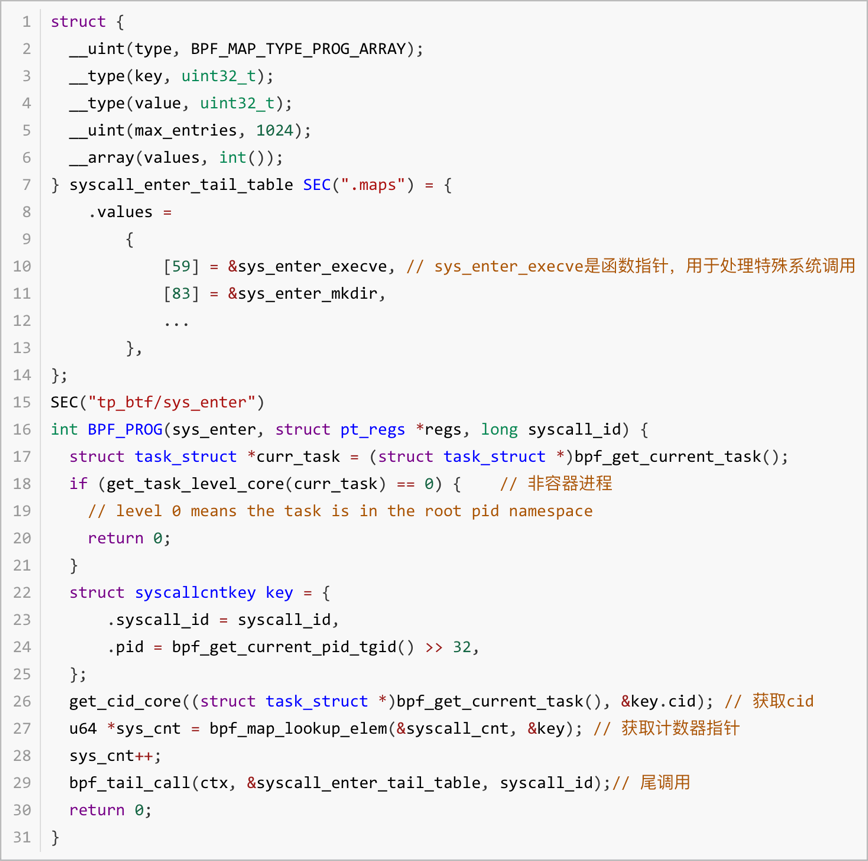 1 struct {
2   __uint(type, BPF_MAP_TYPE_PROG_ARRAY);
3   __type(key, uint32_t);
4   __type(value, uint32_t);
5   __uint(max_entries, 1024);
6   __array(values, int());
7 } syscall_enter_tail_table SEC(".maps") = {
8     .values =
9         {
10             [59] = &sys_enter_execve, // sys_enter_execve是函数指针，用于处理特殊系统调用
11             [83] = &sys_enter_mkdir,
12             ...
13         },
14 };
15 SEC("tp_btf/sys_enter")
16 int BPF_PROG(sys_enter, struct pt_regs *regs, long syscall_id) {
17   struct task_struct *curr_task = (struct task_struct *)bpf_get_current_task();
18   if (get_task_level_core(curr_task) == 0) {    // 非容器进程
19     // level 0 means the task is in the root pid namespace
20     return 0;
21   }
22   struct syscallcntkey key = {
23       .syscall_id = syscall_id,
24       .pid = bpf_get_current_pid_tgid() >> 32,
25   };
26   get_cid_core((struct task_struct *)bpf_get_current_task(), &key.cid); // 获取cid
27   u64 *sys_cnt = bpf_map_lookup_elem(&syscall_cnt, &key); // 获取计数器指针
28   sys_cnt++;
29   bpf_tail_call(ctx, &syscall_enter_tail_table, syscall_id);// 尾调用
30   return 0;
31 }